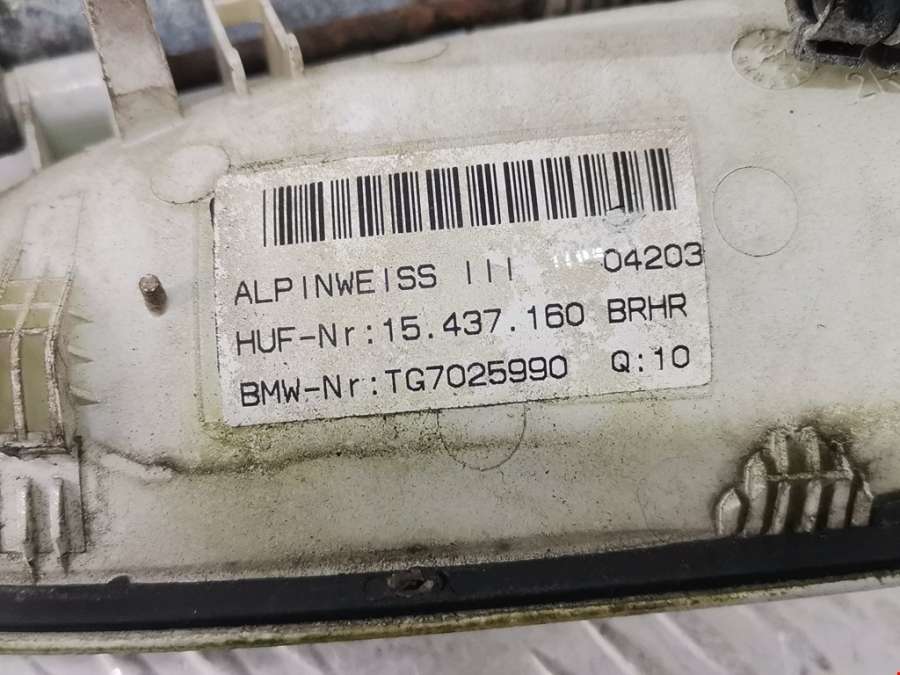 ALPINWEISS III 04203
HUF-Nr:15.437.160 BRHR
BMW-Nr:TG7025990 Q:10